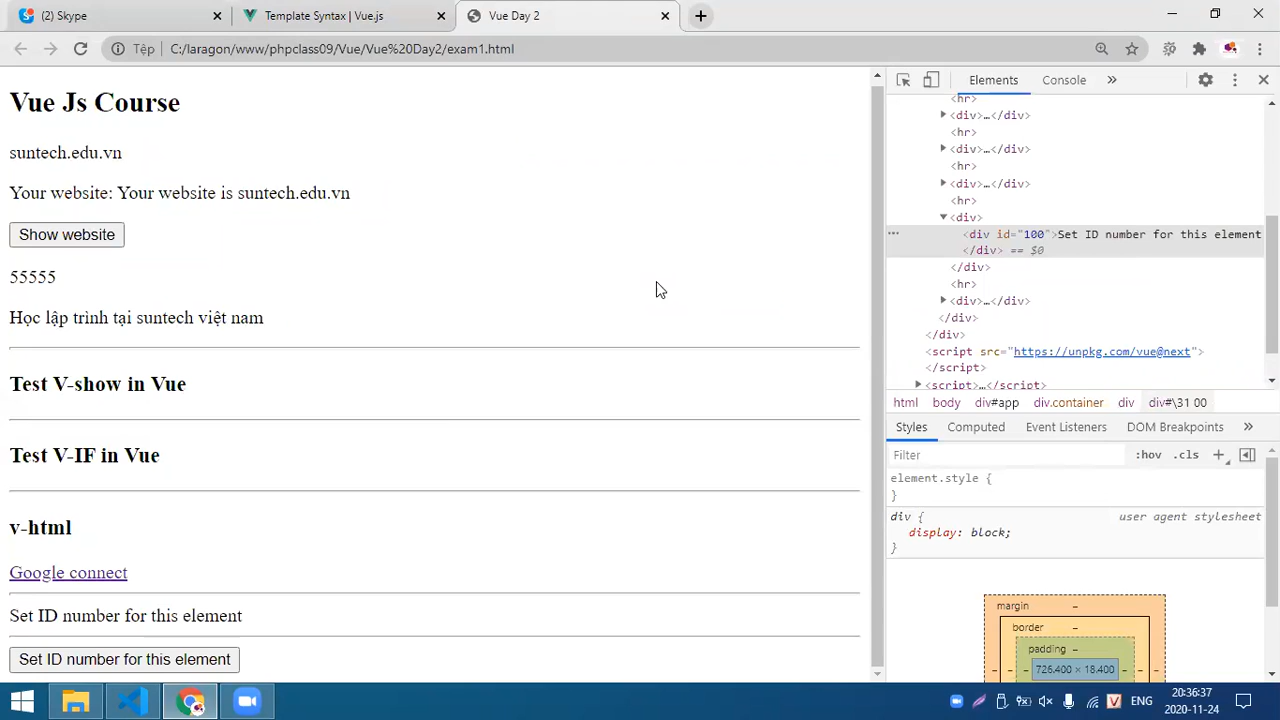 (2) Skype
Template Syntax | Vue.js
Vue Day 2
Tệp
C:/laragon/www/phpclass09/Vue/Vue%20Day2/exam1.html
Vue Js Course
suntech.edu.vn
Your website: Your website is suntech.edu.vn
Show website
55555
Học lập trình tại suntech việt nam
Test V-show in Vue
Test V-IF in Vue
v-html
Google connect
Set ID number for this element
Set ID number for this element
Elements Console »
<hr>
<div>…</div>
<hr>
<div>…</div>
<hr>
<div>…</div>
<hr>
<div>
<div id="100">Set ID number for this element
</div> == $0
</div>
<hr>
<div>…</div>
</div>
</div>
<script src="https://unpkg.com/vue@next">
</script>
<script>…</script>
html body div#app div.container div div#\31 00
Styles Computed Event Listeners DOM Breakpoints »
Filter :hov .cls +
element.style {
}
div { user agent stylesheet
display: block;
}
margin –
border –
padding –
– – – 726.400 × 18.400 – – –
ENG
20:36:37
2020-11-24